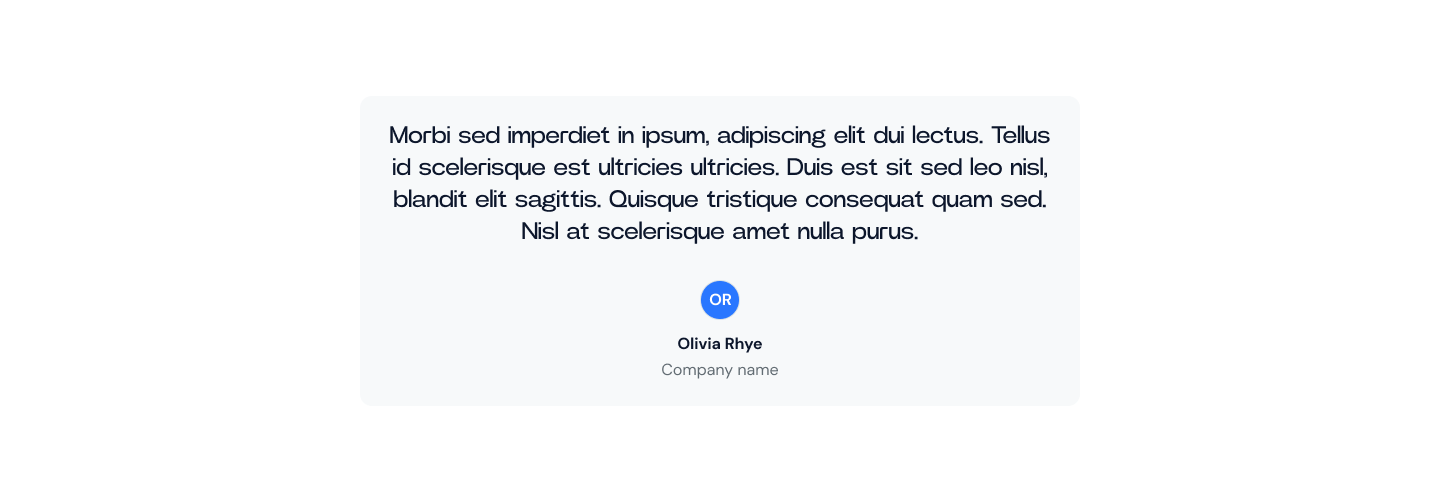 Morbi sed imperdiet in ipsum, adipiscing elit dui lectus. Tellus
id scelerisque est ultricies ultricies. Duis est sit sed leo nisl,
blandit elit sagittis. Quisque tristique consequat quam sed.
Nisl at scelerisque amet nulla purus.
OR
Olivia Rhye
Company name